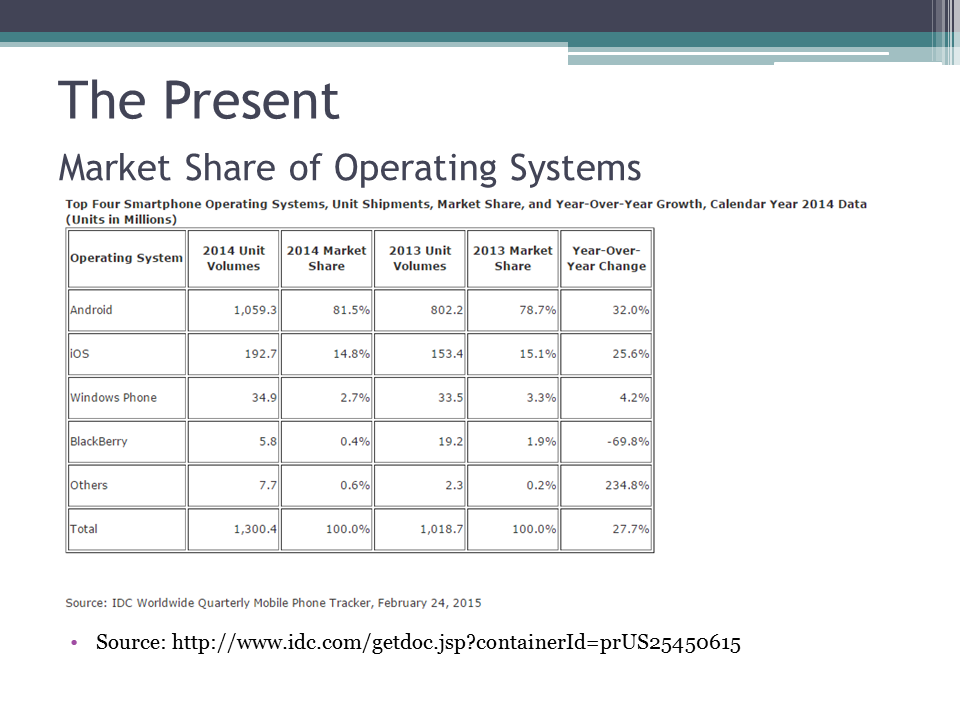 The Present
Market Share of Operating Systems
Top Four Smartphone Operating Systems, Unit Shipments, Market Share, and Year-Over-Year Growth, Calendar Year 2014 Data
(Units in Millions)
Operating System 2014 Unit Volumes 2014 Market Share 2013 Unit Volumes 2013 Market Share Year-Over-Year Change
Android 1,059.3 81.5% 802.2 78.7% 32.0%
iOS 192.7 14.8% 153.4 15.1% 25.6%
Windows Phone 34.9 2.7% 33.5 3.3% 4.2%
BlackBerry 5.8 0.4% 19.2 1.9% -69.8%
Others 7.7 0.6% 2.3 0.2% 234.8%
Total 1,300.4 100.0% 1,018.7 100.0% 27.7%
Source: IDC Worldwide Quarterly Mobile Phone Tracker, February 24, 2015
• Source: http://www.idc.com/getdoc.jsp?containerId=prUS25450615